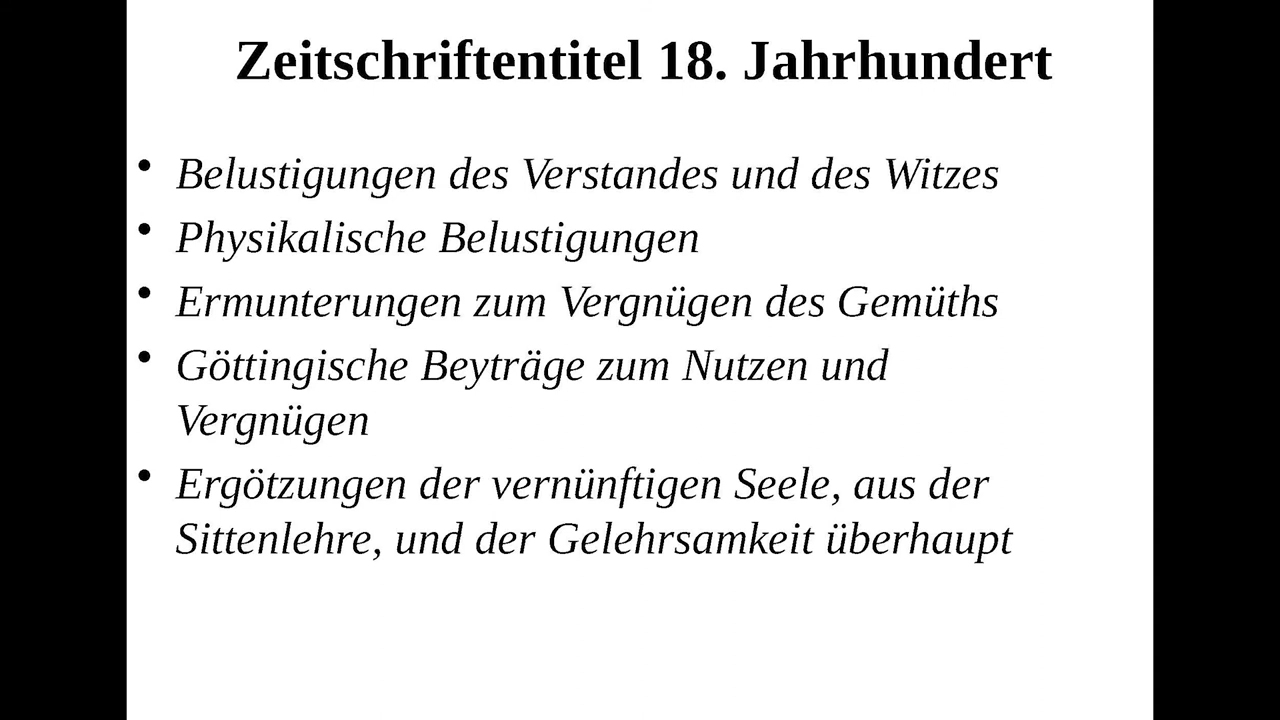 Zeitschriftentitel 18. Jahrhundert
• Belustigungen des Verstandes und des Witzes
• Physikalische Belustigungen
• Ermunterungen zum Vergnügen des Gemüths
• Göttingische Beyträge zum Nutzen und
Vergnügen
• Ergötzungen der vernünftigen Seele, aus der
Sittenlehre, und der Gelehrsamkeit überhaupt